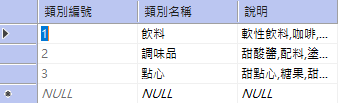 類別編號 類別名稱 說明
1 飲料 軟性飲料,咖啡,...
2 調味品 甜酸醬,配料,塗...
3 點心 甜點心,糖果,甜...
NULL NULL NULL